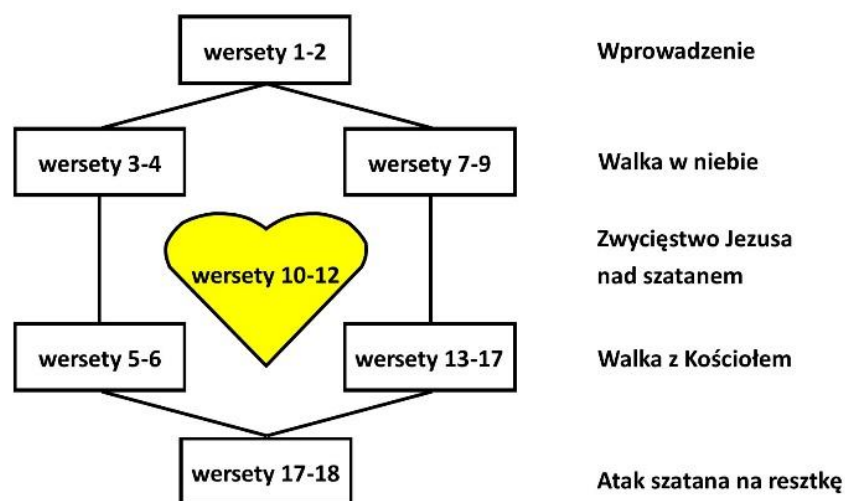 wersety 1-2
Wprowadzenie
wersety 3-4
wersety 7-9
Walka w niebie
wersety 10-12
Zwycięstwo Jezusa
nad szatanem
wersety 5-6
wersety 13-17
Walka z Kościołem
wersety 17-18
Atak szatana na resztkę